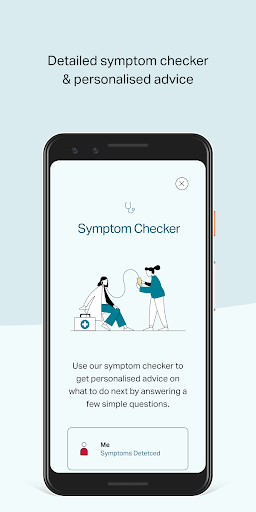 Detailed symptom checker
& personalised advice
Symptom Checker
Use our symptom checker to
get personalised advice on
what to do next by answering a
few simple questions.
Me
Symptoms Detetced